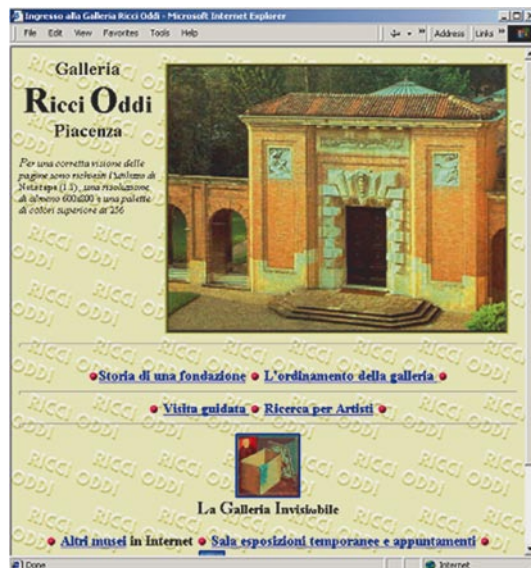 Ingresso alla Galleria Ricci Oddi - Microsoft Internet Explorer
File Edit View Favorites Tools Help
Address Links
Galleria
Ricci Oddi
Piacenza
Per una corretta visione delle
pagine sono richiesti l'utilizzo di
Netscape (1.1), una risoluzione
di almeno 600x800 e una palette
di colori superiore ai 256
Storia di una fondazione L'ordinamento della galleria
Visita guidata Ricerca per Artisti
La Galleria Invisibile
Altri musei in Internet Sala esposizioni temporanee e appuntamenti
Done Internet
RICCI ODDI